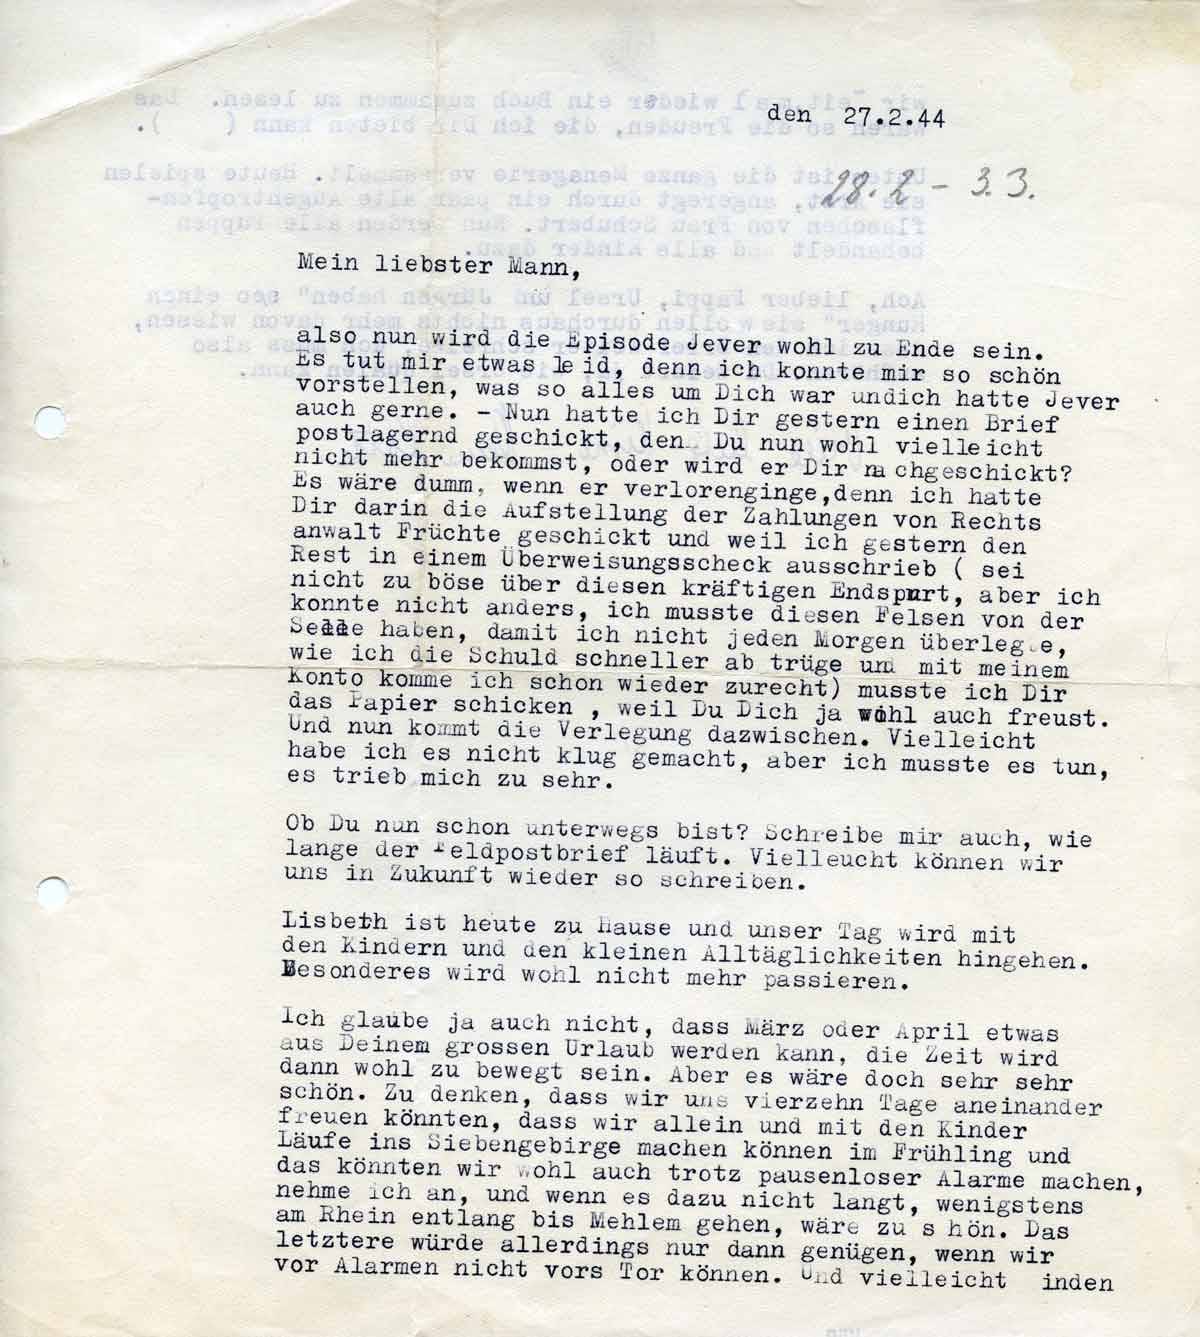 den 27.2.44
28.2 - 3.3.
Mein liebster Mann,
also nun wird die Episode Jever wohl zu Ende sein.
Es tut mir etwas leid, denn ich konnte mir so schön
vorstellen, was so alles um Dich war undich hatte Jever
auch gerne. - Nun hatte ich Dir gestern einen Brief
postlagernd geschickt, den Du nun wohl vielleicht
nicht mehr bekommst, oder wird er Dir nachgeschickt?
Es wäre dumm, wenn er verlorenginge,denn ich hatte
Dir darin die Aufstellung der Zahlungen von Rechts
anwalt Früchte geschickt und weil ich gestern den
Rest in einem Überweisungsscheck ausschrieb ( sei
nicht zu böse über diesen kräftigen Endspurt, aber ich
konnte nicht anders, ich musste diesen Felsen von der
Seele haben, damit ich nicht jeden Morgen überlege,
wie ich die Schuld schneller ab trüge und mit meinem
Konto komme ich schon wieder zurecht) musste ich Dir
das Papier schicken , weil Du Dich ja wohl auch freust.
Und nun kommt die Verlegung dazwischen. Vielleicht
habe ich es nicht klug gemacht, aber ich musste es tun,
es trieb mich zu sehr.
Ob Du nun schon unterwegs bist? Schreibe mir auch, wie
lange der Feldpostbrief läuft. Vielleucht können wir
uns in Zukunft wieder so schreiben.
Lisbeth ist heute zu Hause und unser Tag wird mit
den Kindern und den kleinen Alltäglichkeiten hingehen.
Besonderes wird wohl nicht mehr passieren.
Ich glaube ja auch nicht, dass März oder April etwas
aus Deinem grossen Urlaub werden kann, die Zeit wird
dann wohl zu bewegt sein. Aber es wäre doch sehr sehr
schön. Zu denken, dass wir uns vierzehn Tage aneinander
freuen könnten, dass wir allein und mit den Kinder
Läufe ins Siebengebirge machen können im Frühling und
das könnten wir wohl auch trotz pausenloser Alarme machen,
nehme ich an, und wenn es dazu nicht langt, wenigstens
am Rhein entlang bis Mehlem gehen, wäre zu s hön. Das
letztere würde allerdings nur dann genügen, wenn wir
vor Alarmen nicht vors Tor können. Und vielleicht inden